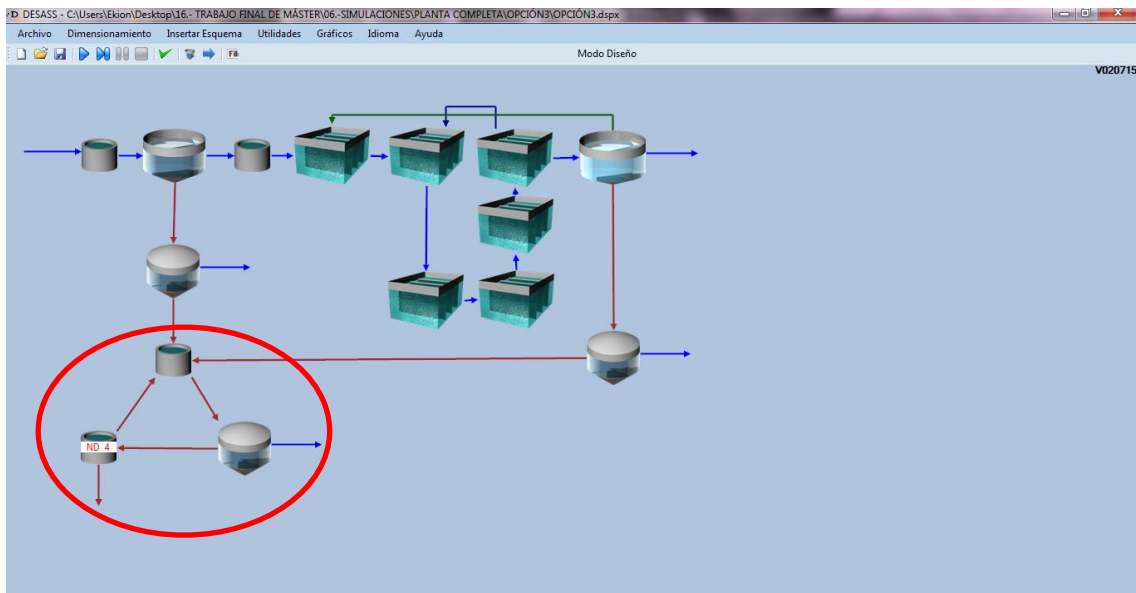 DESASS - C:\Users\Ekion\Desktop\16.- TRABAJO FINAL DE MÁSTER\06.-SIMULACIONES\PLANTA COMPLETA\OPCIÓN3\OPCIÓN3.dspx
Archivo Dimensionamiento Insertar Esquema Utilidades Gráficos Idioma Ayuda
Modo Diseño
V020715
ND 4